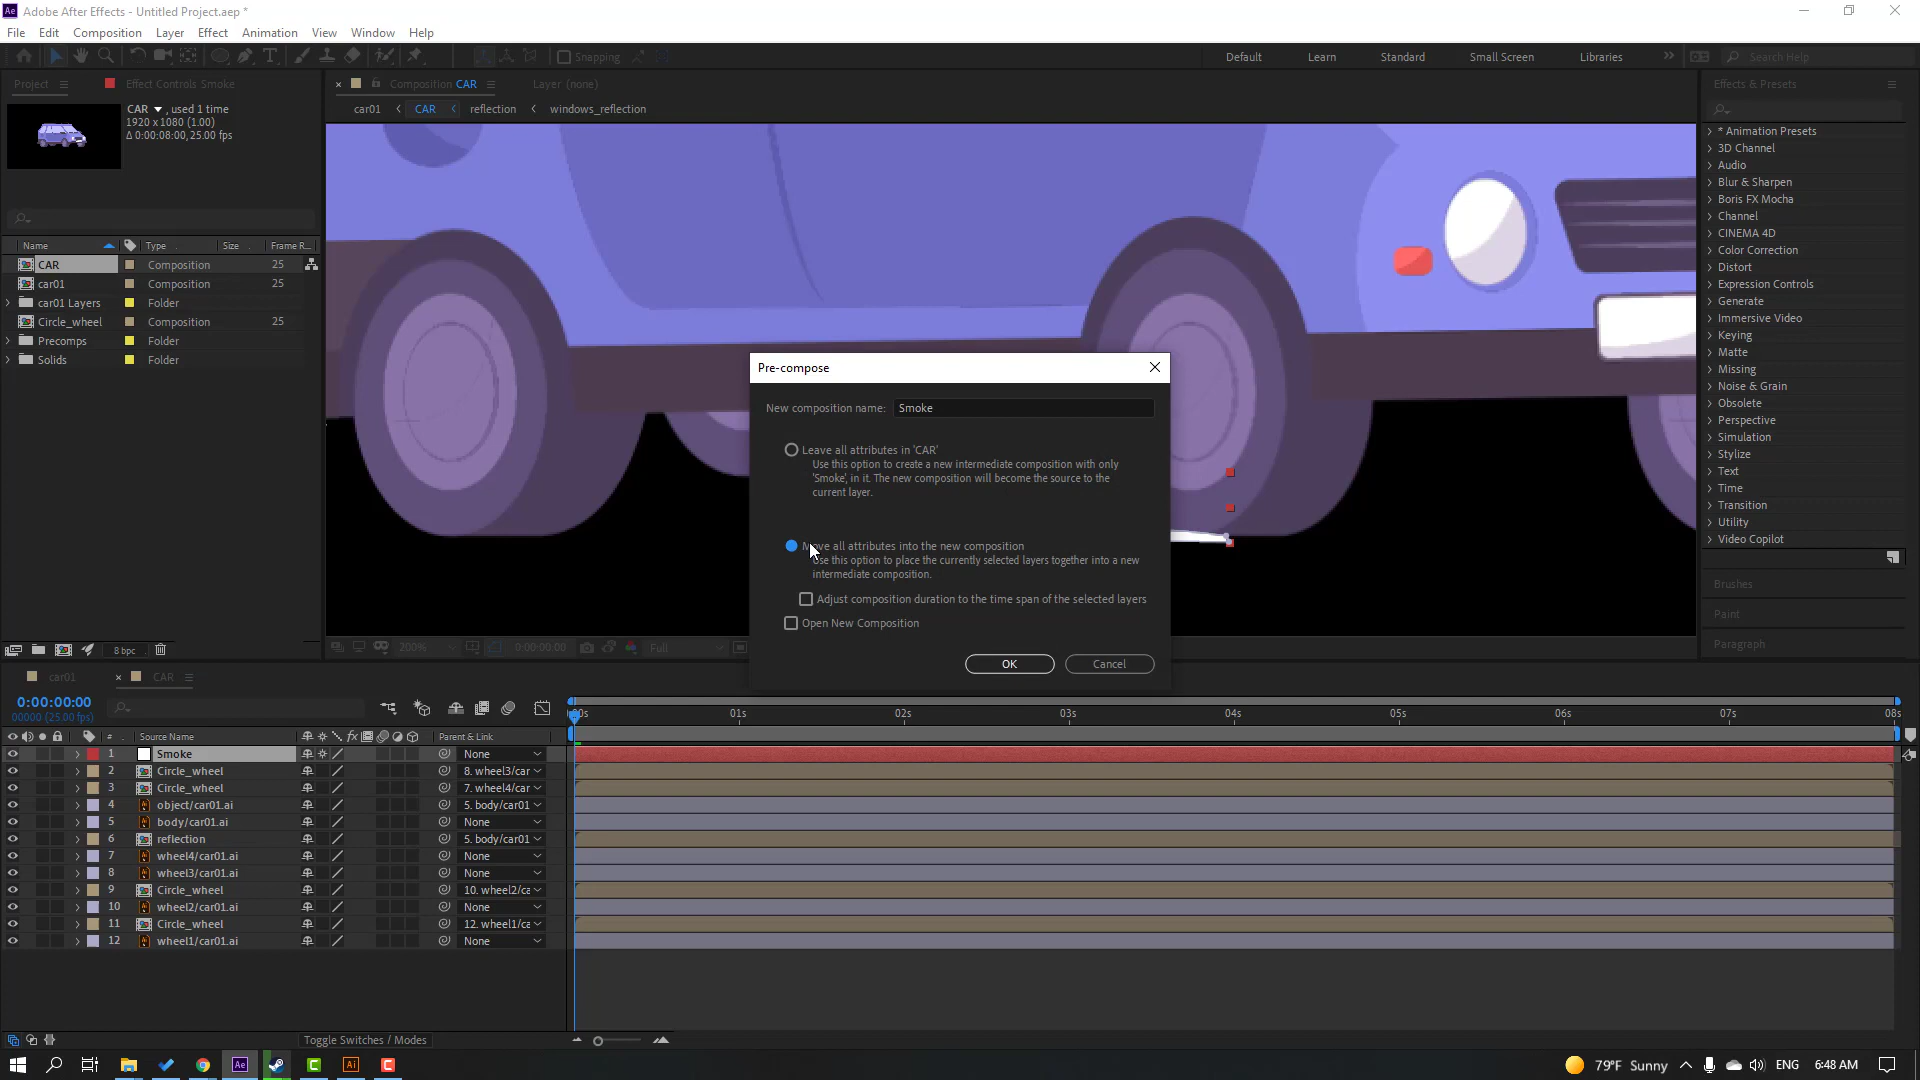 Ae Adobe After Effects - Untitled Project.aep *
File Edit Composition Layer Effect Animation View Window Help
Snapping Default Learn Standard Small Screen Libraries Search Help
Project Effect Controls Smoke
Composition CAR Layer (none)
Effects & Presets
CAR , used 1 time
1920 x 1080 (1.00)
Δ 0:00:08:00, 25.00 fps
car01 CAR reflection windows_reflection
Name Type Size Frame R...
CAR Composition 25
car01 Composition 25
car01 Layers Folder
Circle_wheel Composition 25
Precomps Folder
Solids Folder
8 bpc
* Animation Presets
3D Channel
Audio
Blur & Sharpen
Boris FX Mocha
Channel
CINEMA 4D
Color Correction
Distort
Expression Controls
Generate
Immersive Video
Keying
Matte
Missing
Noise & Grain
Obsolete
Perspective
Simulation
Stylize
Text
Time
Transition
Utility
Video Copilot
Brushes
Paint
Paragraph
Pre-compose
New composition name: Smoke
Leave all attributes in 'CAR'
Use this option to create a new intermediate composition with only
'Smoke', in it. The new composition will become the source to the
current layer.
Move all attributes into the new composition
Use this option to place the currently selected layers together into a new
intermediate composition.
Adjust composition duration to the time span of the selected layers
Open New Composition
OK Cancel
200% 0:00:00:00 Full
car01 CAR
0:00:00:00
00000 (25.00 fps)
:00s 01s 02s 03s 04s 05s 06s 07s 08s
# Source Name fx Parent & Link
1 Smoke None
2 Circle_wheel 8. wheel3/car
3 Circle_wheel 7. wheel4/car
4 object/car01.ai 5. body/car01
5 body/car01.ai None
6 reflection 5. body/car01
7 wheel4/car01.ai None
8 wheel3/car01.ai None
9 Circle_wheel 10. wheel2/ca
10 wheel2/car01.ai None
11 Circle_wheel 12. wheel1/ca
12 wheel1/car01.ai None
Toggle Switches / Modes
Ae Ai C 79°F Sunny ENG 6:48 AM